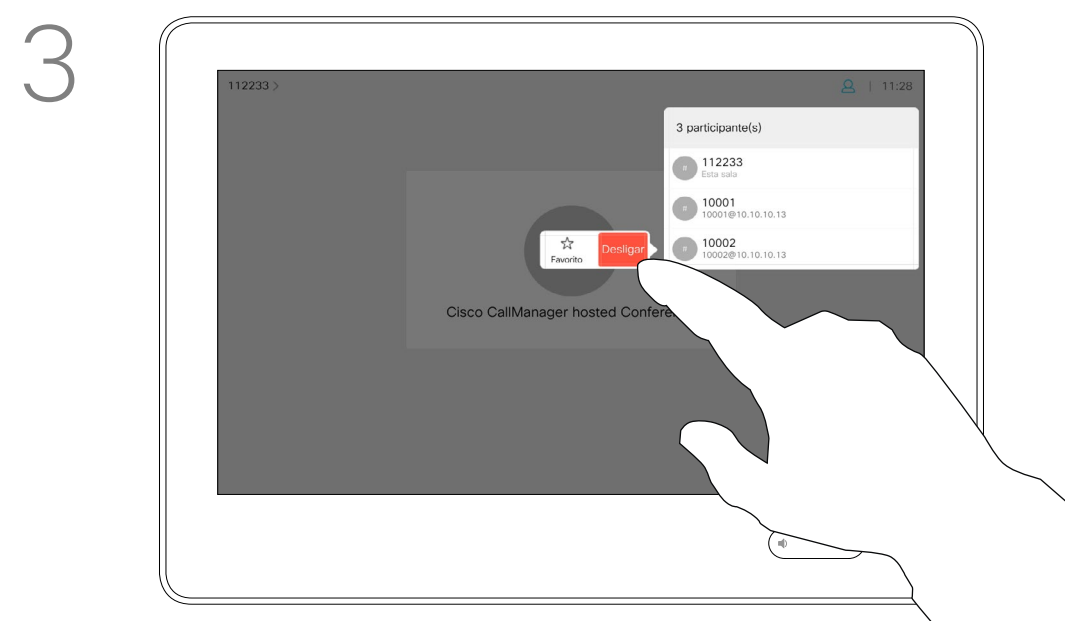 3
112233 >
| 11:28
3 participante(s)
# 112233
Esta sala
# 10001
10001@10.10.10.13
# 10002
10002@10.10.10.13
Favorito
Desligar
Cisco CallManager hosted